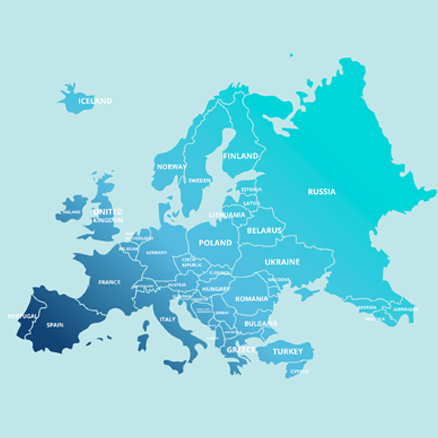 ICELAND
NORWAY
FINLAND
SWEDEN
RUSSIA
ESTONIA
LATVIA
LITHUANIA
IRELAND
UNITED
KINGDOM
BELARUS
POLAND
GERMANY
BELGIUM
UKRAINE
CZECH
REPUBLIC
SLOVAKIA
FRANCE
AUSTRIA
HUNGARY
MOLDOVA
ROMANIA
PORTUGAL
SPAIN
ITALY
SERBIA
BULGARIA
GEORGIA
ARMENIA
AZERBAIJAN
GREECE
TURKEY
CYPRUS